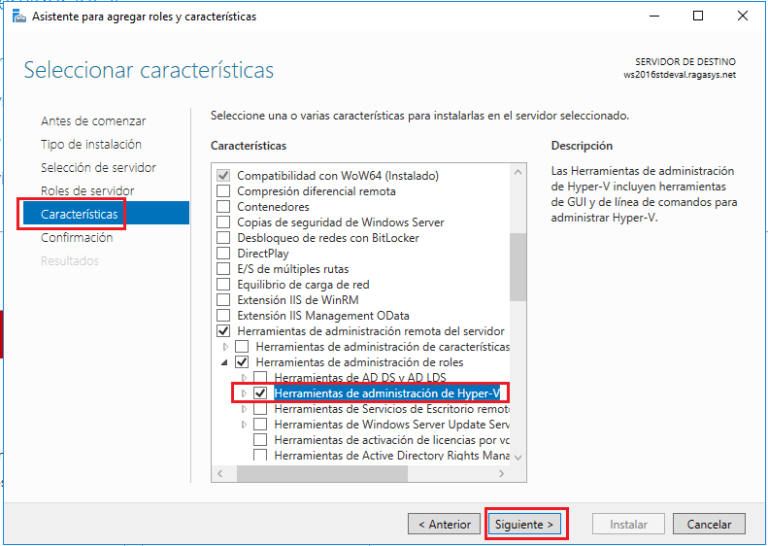 Asistente para agregar roles y características
Seleccionar características
SERVIDOR DE DESTINO
ws2016stdeval.ragasys.net
Antes de comenzar
Tipo de instalación
Selección de servidor
Roles de servidor
Características
Confirmación
Resultados
Seleccione una o varias características para instalarlas en el servidor seleccionado.
Características
Compatibilidad con WoW64 (Instalado)
Compresión diferencial remota
Contenedores
Copias de seguridad de Windows Server
Desbloqueo de redes con BitLocker
DirectPlay
E/S de múltiples rutas
Equilibrio de carga de red
Extensión IIS de WinRM
Extensión IIS Management OData
Herramientas de administración remota del servidor
Herramientas de administración de características
Herramientas de administración de roles
Herramientas de AD DS y AD LDS
Herramientas de administración de Hyper-V
Herramientas de Servicios de Escritorio remot
Herramientas de Windows Server Update Serv
Herramientas de activación de licencias por vo
Herramientas de Active Directory Rights Mana
Descripción
Las Herramientas de administración
de Hyper-V incluyen herramientas
de GUI y de línea de comandos para
administrar Hyper-V.
< Anterior
Siguiente >
Instalar
Cancelar